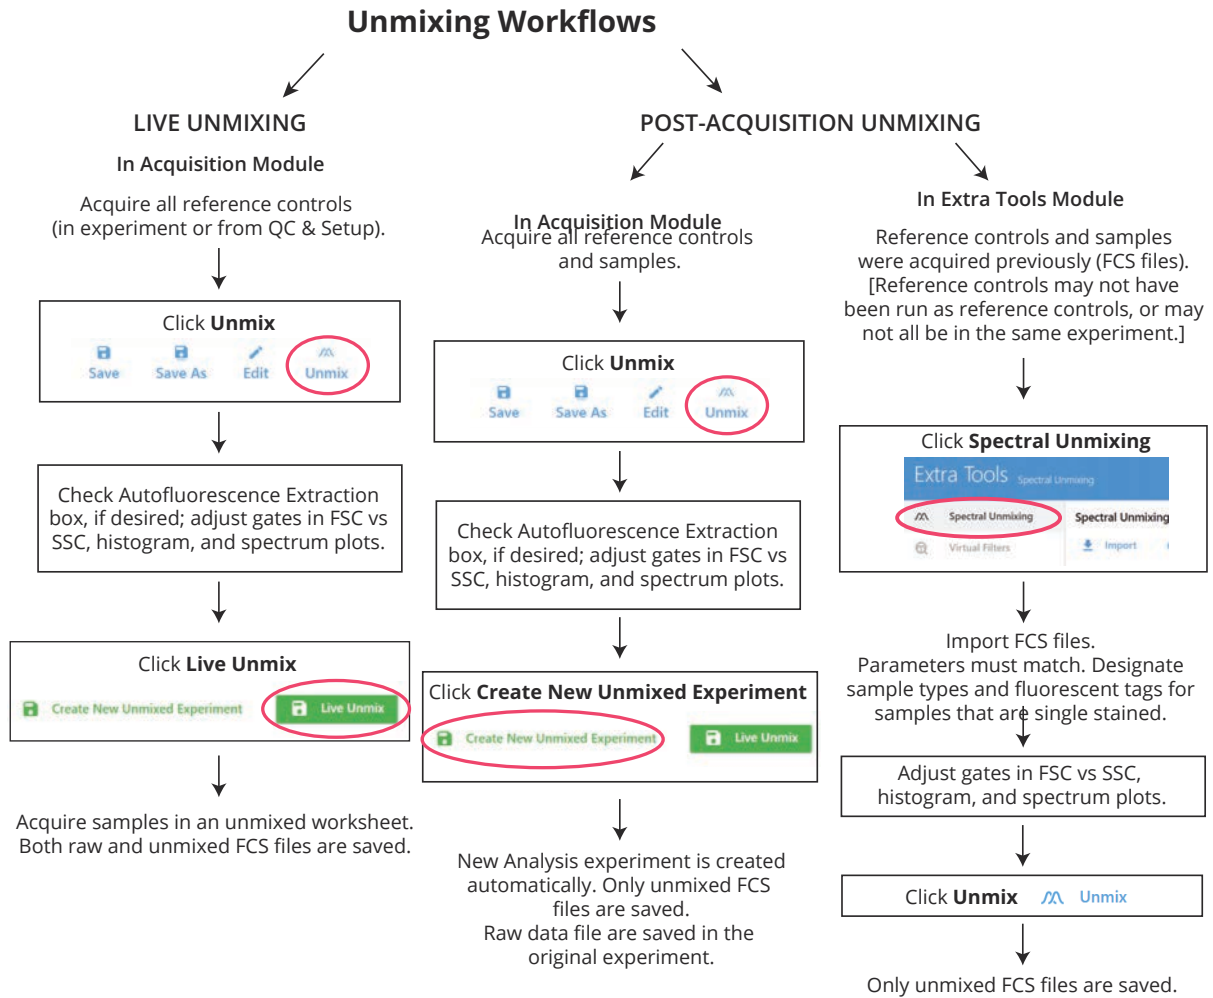 Unmixing Workflows
LIVE UNMIXING
In Acquisition Module
Acquire all reference controls
(in experiment or from QC & Setup).
Click Unmix
Save
Save As
Edit
Unmix
Check Autofluorescence Extraction
box, if desired; adjust gates in FSC vs
SSC, histogram, and spectrum plots.
Click Live Unmix
Create New Unmixed Experiment
Live Unmix
Acquire samples in an unmixed worksheet.
Both raw and unmixed FCS files are saved.
POST-ACQUISITION UNMIXING
In Acquisition Module
Acquire all reference controls
and samples.
Click Unmix
Save
Save As
Edit
Unmix
Check Autofluorescence Extraction
box, if desired; adjust gates in FSC vs
SSC, histogram, and spectrum plots.
Click Create New Unmixed Experiment
Create New Unmixed Experiment
Live Unmix
New Analysis experiment is created
automatically. Only unmixed FCS
files are saved.
Raw data file are saved in the
original experiment.
In Extra Tools Module
Reference controls and samples
were acquired previously (FCS files).
[Reference controls may not have
been run as reference controls, or may
not all be in the same experiment.]
Click Spectral Unmixing
Extra Tools Spectral Unmixing
Spectral Unmixing
Spectral Unmixing
Virtual Filters
Import
Import FCS files.
Parameters must match. Designate
sample types and fluorescent tags for
samples that are single stained.
Adjust gates in FSC vs SSC,
histogram, and spectrum plots.
Click Unmix Unmix
Only unmixed FCS files are saved.